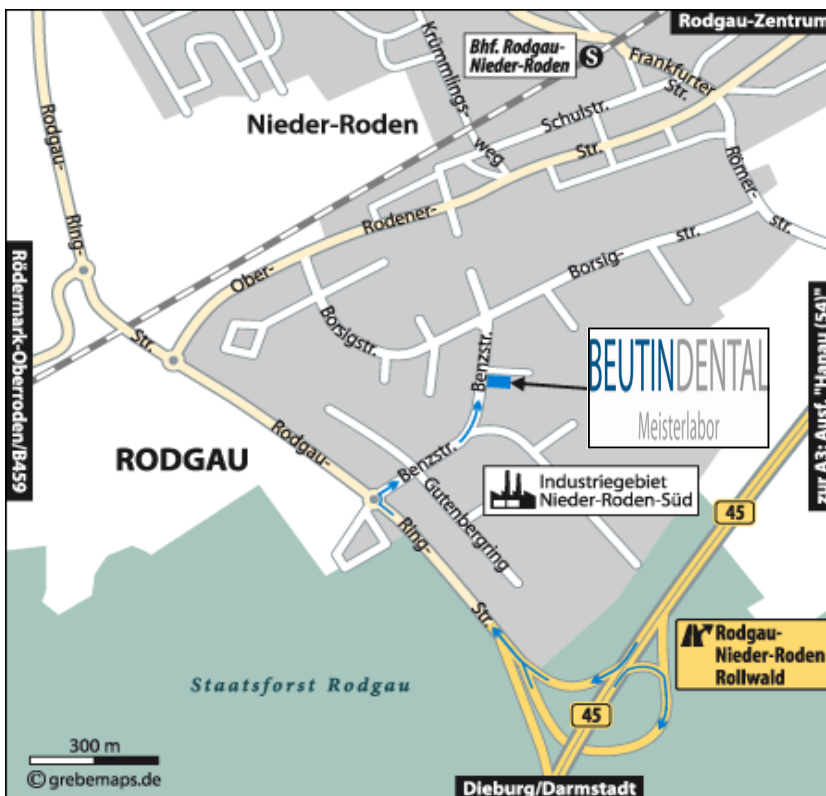 Rodgau-Zentrum
Bhf. Rodgau-
Nieder-Roden
S
Krümmlings-
weg
Frankfurter
Str.
Schulstr.
Nieder-Roden
Rodgau-
Ring-
Str.
Ober-
Rodener-
Str.
Römer-
str.
Borsigstr.
Borsig-
str.
Rödermark-Oberroden/B459
zur A3: Ausf. "Hanau (54)"
Benzstr.
BEUTINDENTAL
Meisterlabor
RODGAU
Rodgau-
Ring-
Str.
Benzstr.
Gutenbergring
Industriegebiet
Nieder-Roden-Süd
45
Rodgau-
Nieder-Roden
Rollwald
Staatsforst Rodgau
45
300 m
© grebemaps.de
Dieburg/Darmstadt